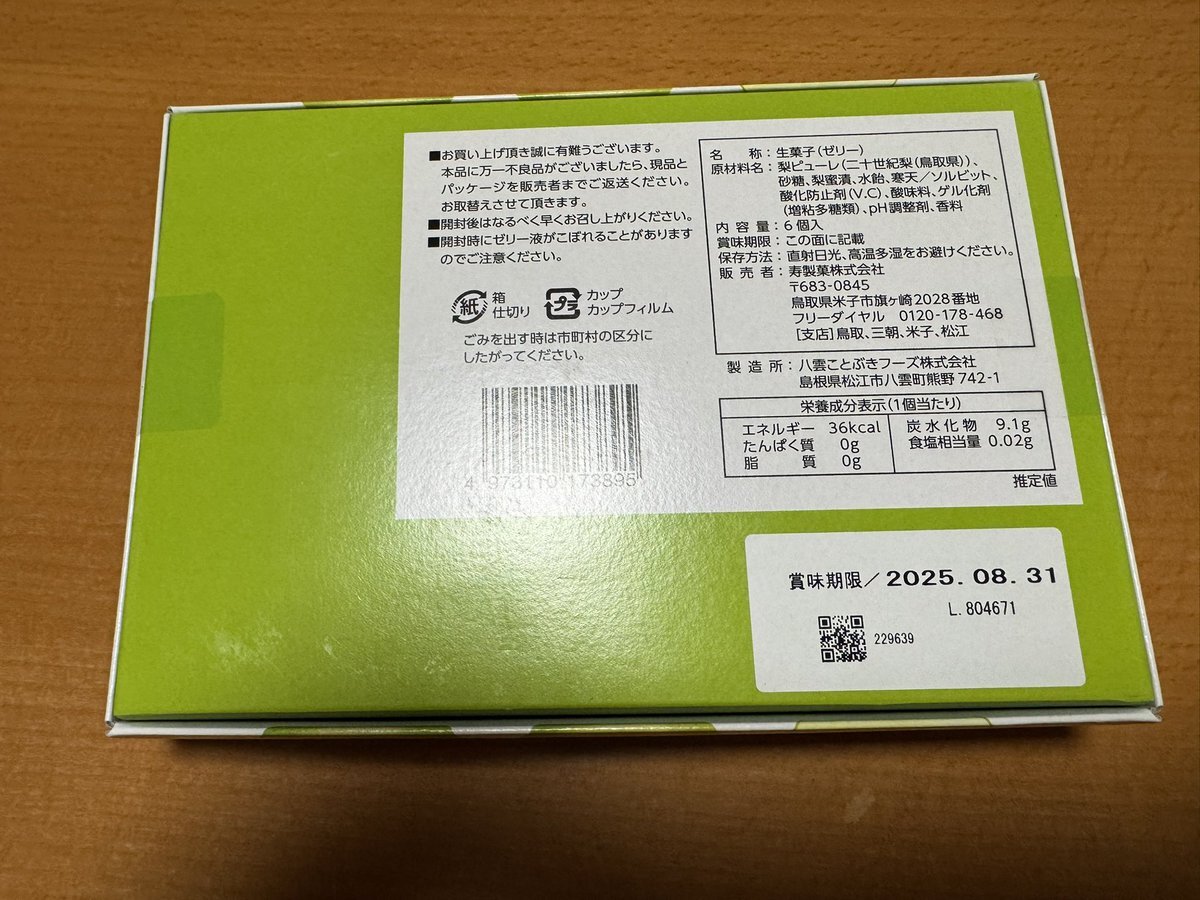 ■お買い上げ頂き誠に有難うございます。
本品に万一不良品がございましたら、現品と
パッケージを販売者までご返送ください。
お取替えさせて頂きます。
■開封後はなるべく早くお召し上がりください。
■開封時にゼリー液がこぼれることがあります
のでご注意ください。
紙 箱
仕切り
プラ カップ
カップフィルム
ごみを出す時は市町村の区分に
したがってください。
4 973110 173895
名 称：生菓子（ゼリー）
原材料名：梨ピューレ（二十世紀梨（鳥取県））、
砂糖、梨蜜漬、水飴、寒天／ソルビット、
酸化防止剤（V.C）、酸味料、ゲル化剤
（増粘多糖類）、pH調整剤、香料
内容量：6個入
賞味期限：この面に記載
保存方法：直射日光、高温多湿をお避けください。
販売者：寿製菓株式会社
〒683-0845
鳥取県米子市旗ヶ崎2028番地
フリーダイヤル 0120-178-468
［支店］鳥取、三朝、米子、松江
製造所：八雲ことぶきフーズ株式会社
島根県松江市八雲町熊野742-1
栄養成分表示（1個当たり）
エネルギー 36kcal
たんぱく質 0g
脂質 0g
炭水化物 9.1g
食塩相当量 0.02g
推定値
賞味期限／2025.08.31
L.804671
229639